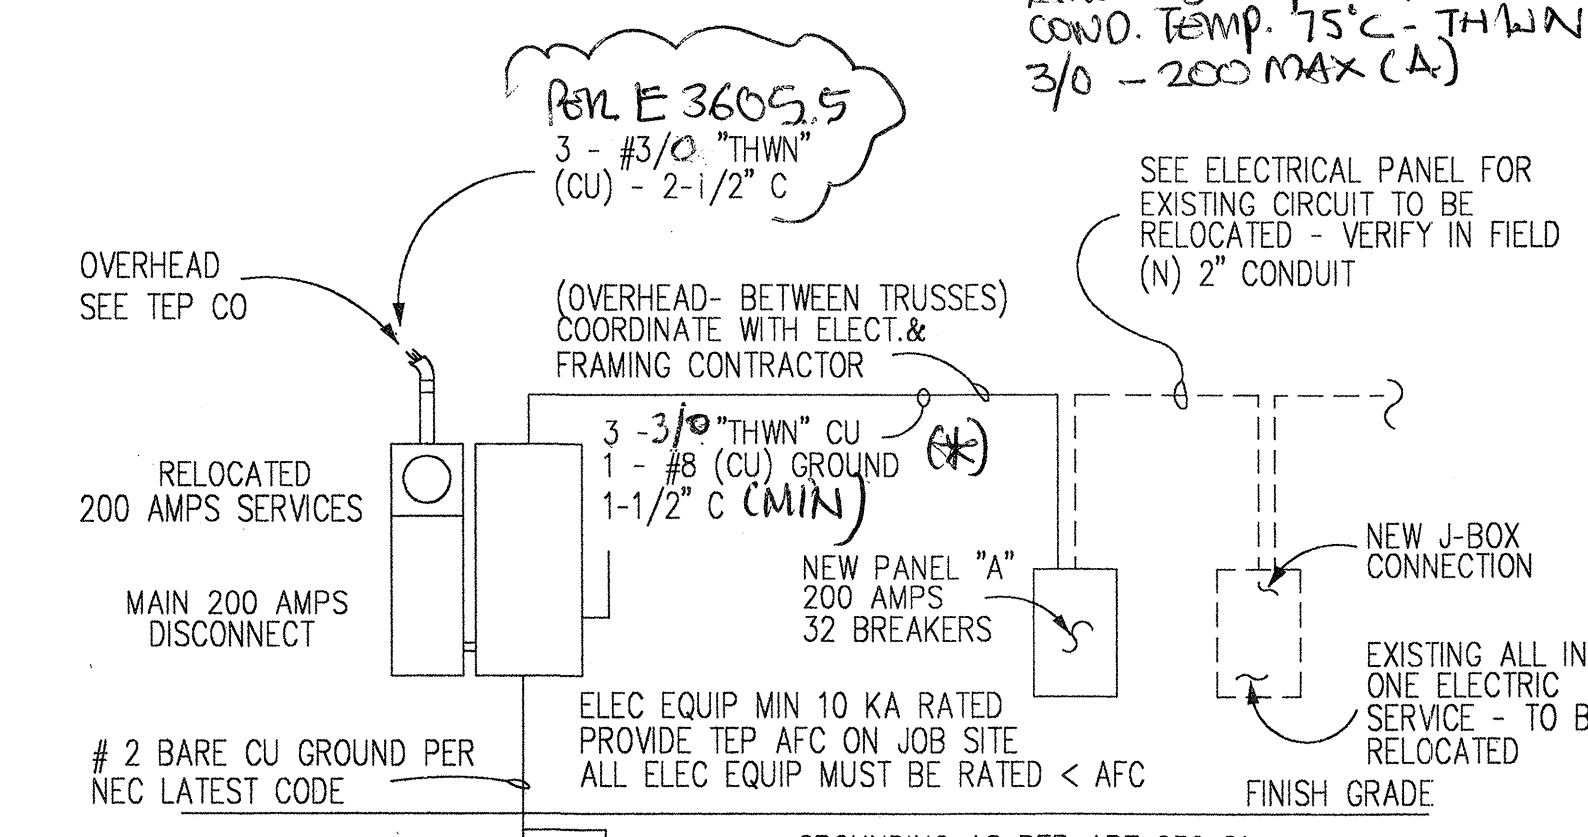 COND. TEMP. 75°C - THWN
3/0 - 200 MAX (A)
PER E 3605.5
3 - #3/0 "THWN"
(CU) - 2-1/2" C
SEE ELECTRICAL PANEL FOR
EXISTING CIRCUIT TO BE
RELOCATED - VERIFY IN FIELD
(N) 2" CONDUIT
OVERHEAD
SEE TEP CO
(OVERHEAD- BETWEEN TRUSSES)
COORDINATE WITH ELECT.&
FRAMING CONTRACTOR
3 -3/0 "THWN" CU
1 - #8 (CU) GROUND (*)
1-1/2" C (MIN)
RELOCATED
200 AMPS SERVICES
NEW PANEL "A"
200 AMPS
32 BREAKERS
NEW J-BOX
CONNECTION
MAIN 200 AMPS
DISCONNECT
EXISTING ALL IN
ONE ELECTRIC
SERVICE - TO B
RELOCATED
ELEC EQUIP MIN 10 KA RATED
PROVIDE TEP AFC ON JOB SITE
ALL ELEC EQUIP MUST BE RATED < AFC
# 2 BARE CU GROUND PER
NEC LATEST CODE
FINISH GRADE